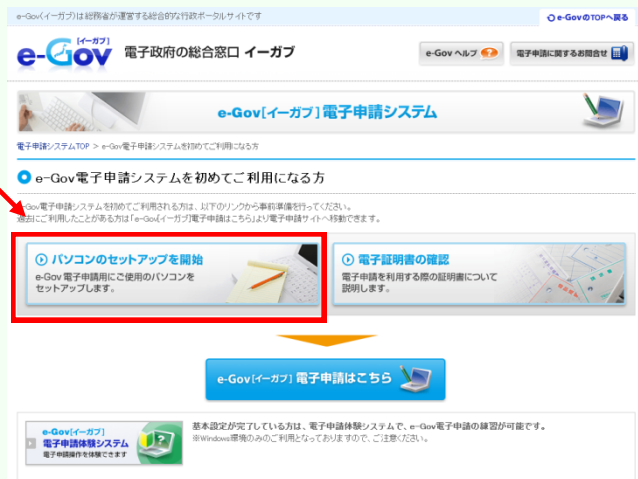 e-Gov(イーガブ)は総務省が運営する総合的な行政ポータルサイトです
e-GovのTOPへ戻る
[イーガブ]
e-Gov 電子政府の総合窓口 イーガブ
e-Gov ヘルプ
電子申請に関するお問合せ
e-Gov[イーガブ]電子申請システム
電子申請システムTOP > e-Gov電子申請システムを初めてご利用になる方
e-Gov電子申請システムを初めてご利用になる方
e-Gov電子申請システムを初めてご利用される方は、以下のリンクから事前準備を行ってください。
過去にご利用したことがある方は「e-Gov[イーガブ]電子申請はこちら」より電子申請サイトへ移動できます。
パソコンのセットアップを開始
e-Gov 電子申請用にご使用のパソコンを
セットアップします。
電子証明書の確認
電子申請を利用する際の証明書について
説明します。
e-Gov[イーガブ] 電子申請はこちら
e-Gov[イーガブ]
電子申請体験システム
電子申請操作を体験できます
基本設定が完了している方は、電子申請体験システムで、e-Gov電子申請の練習が可能です。
※Windows環境のみのご利用となっておりますので、ご注意ください。